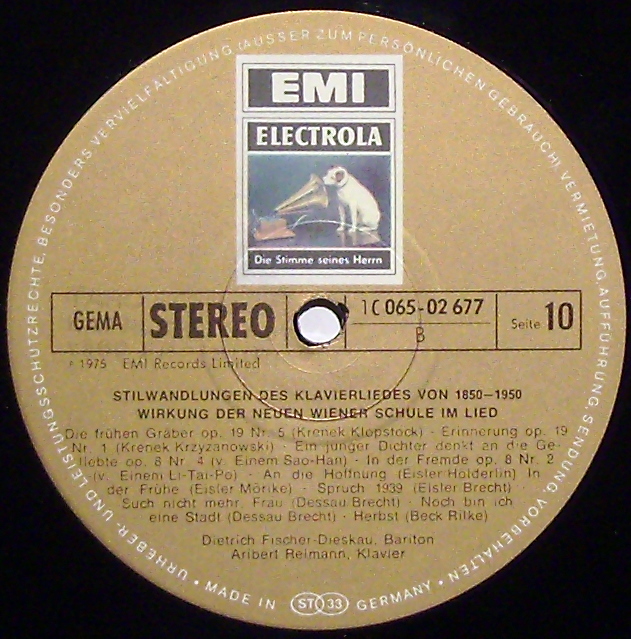 URHEBER- UND LEISTUNGSSCHUTZRECHTE, BESONDERS VERVIELFÄLTIGUNG (AUSSER ZUM PERSÖNLICHEN GEBRAUCH), VERMIETUNG, AUFFÜHRUNG, SENDUNG, VORBEHALTEN
EMI
ELECTROLA
Die Stimme seines Herrn
GEMA
STEREO
1C 065-02 677
B
Seite 10
℗ 1975 EMI Records Limited
STILWANDLUNGEN DES KLAVIERLIEDES VON 1850–1950
WIRKUNG DER NEUEN WIENER SCHULE IM LIED
Die frühen Gräber op. 19 Nr. 5 (Krenek Klopstock) · Erinnerung op. 19
Nr. 1 (Krenek Krzyzanowski) · Ein junger Dichter denkt an die Ge-
liebte op. 8 Nr. 4 (v. Einem Sao-Han) · In der Fremde op. 8 Nr. 2
(v. Einem Li-Tai-Po) · An die Hoffnung (Eisler Hölderlin) In
der Frühe (Eisler Mörike) · Spruch 1939 (Eisler Brecht) ·
Such nicht mehr, Frau (Dessau Brecht) · Noch bin ich
eine Stadt (Dessau Brecht) · Herbst (Beck Rilke)
Dietrich Fischer-Dieskau, Bariton
Aribert Reimann, Klavier
• MADE IN ST 33 GERMANY •